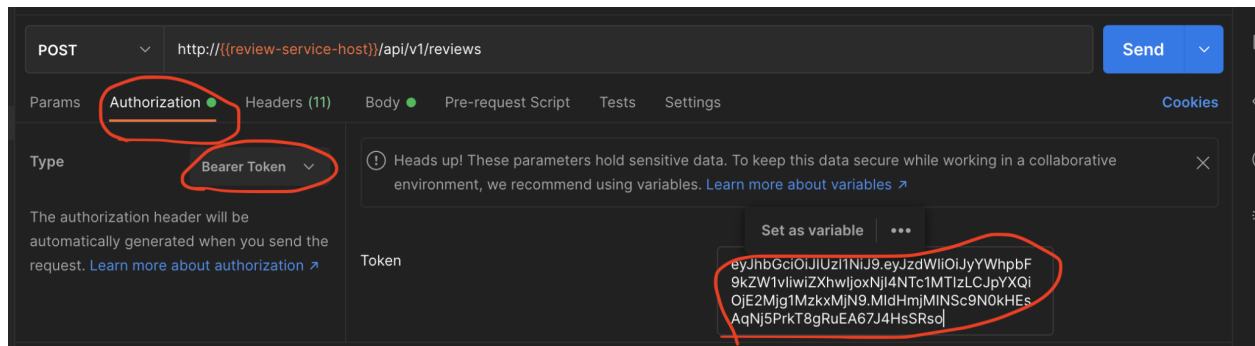 POST http://{{review-service-host}}/api/v1/reviews Send
Params Authorization Headers (11) Body Pre-request Script Tests Settings Cookies
Type Bearer Token
The authorization header will be
automatically generated when you send the
request. Learn more about authorization ↗
Heads up! These parameters hold sensitive data. To keep this data secure while working in a collaborative
environment, we recommend using variables. Learn more about variables ↗
Set as variable
Token
eyJhbGciOiJIUzI1NiJ9.eyJzdWIiOiJyYWhpbF
9kZW1vIiwiZXhwIjoxNjI4NTc1MTIzLCJpYXQi
OjE2Mjg1MzkxMjN9.MIdHmjMINSc9N0kHEs
AqNj5PrkT8gRuEA67J4HsSRso